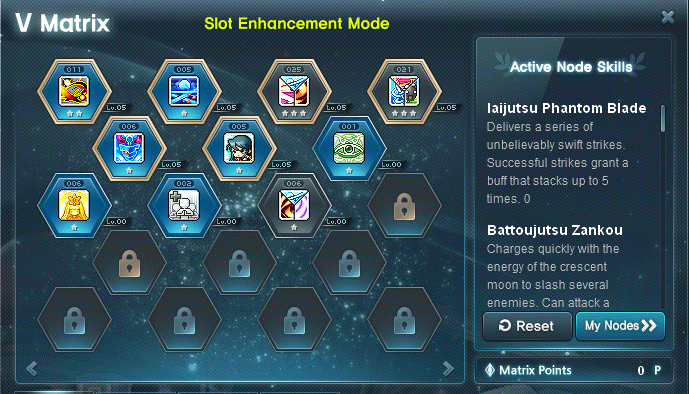 V Matrix
Slot Enhancement Mode
011
005
025
021
Lv.05
Lv.05
Lv.05
Lv.05
006
005
001
Lv.05
Lv.05
Lv.00
006
002
006
Lv.00
Lv.00
Active Node Skills
Iaijutsu Phantom Blade
Delivers a series of
unbelievably swift strikes.
Successful strikes grant a
buff that stacks up to 5
times. 0
Battoujutsu Zankou
Charges quickly with the
energy of the crescent
moon to slash several
enemies. Can attack a
Reset
My Nodes
Matrix Points
0 P